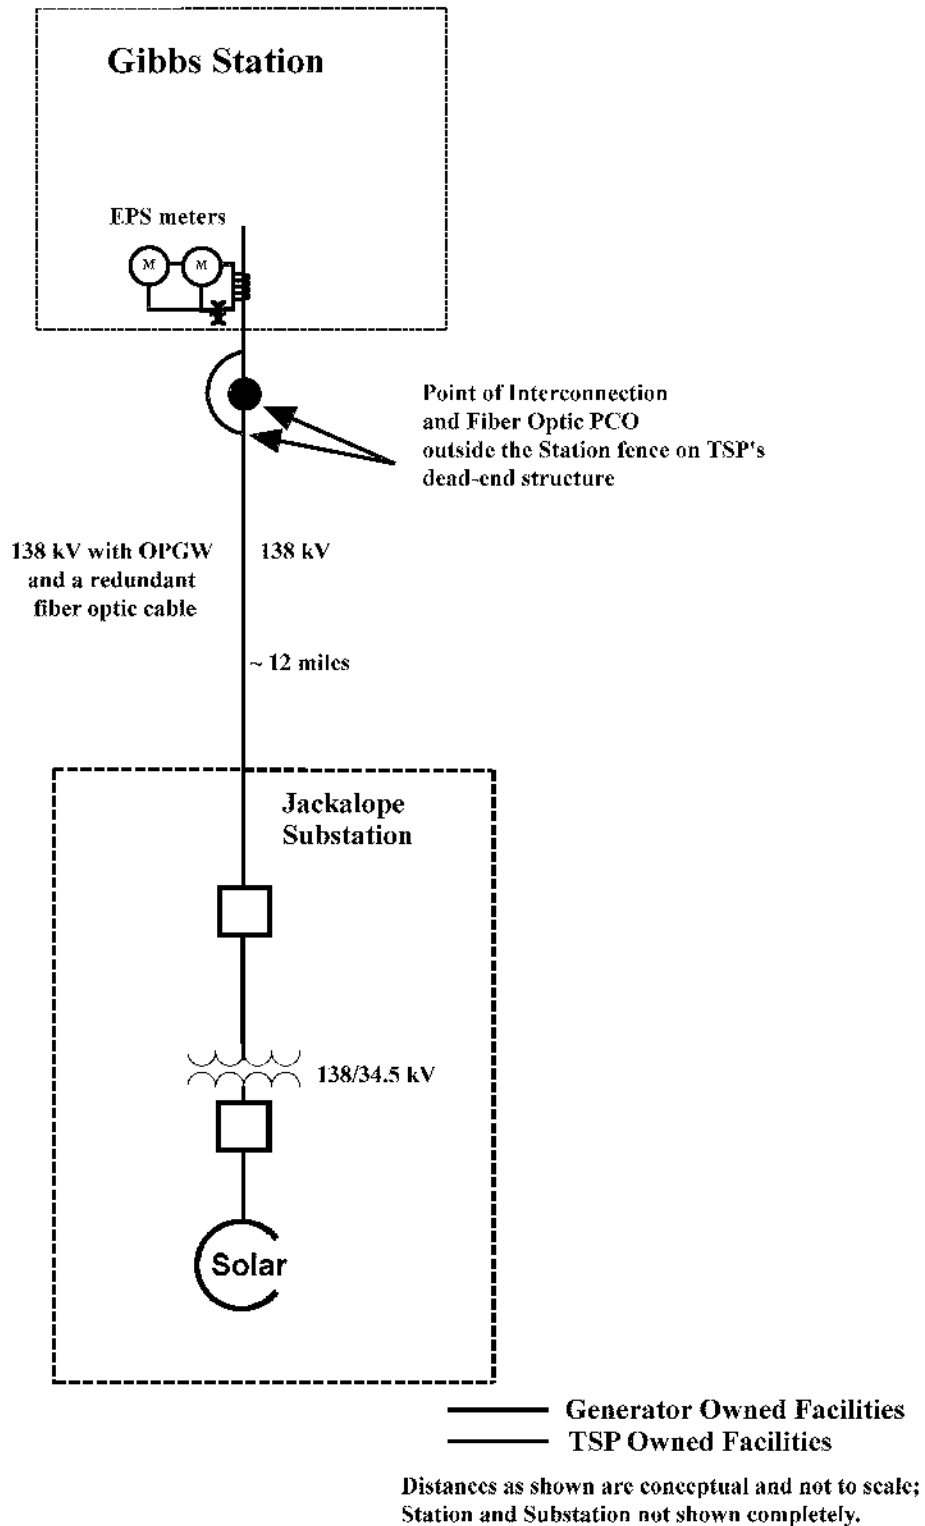 Gibbs Station
EPS meters
M
M
Point of Interconnection
and Fiber Optic PCO
outside the Station fence on TSP's
dead-end structure
138 kV with OPGW
and a redundant
fiber optic cable
138 kV
~ 12 miles
Jackalope
Substation
138/34.5 kV
Solar
Generator Owned Facilities
TSP Owned Facilities
Distances as shown are conceptual and not to scale;
Station and Substation not shown completely.